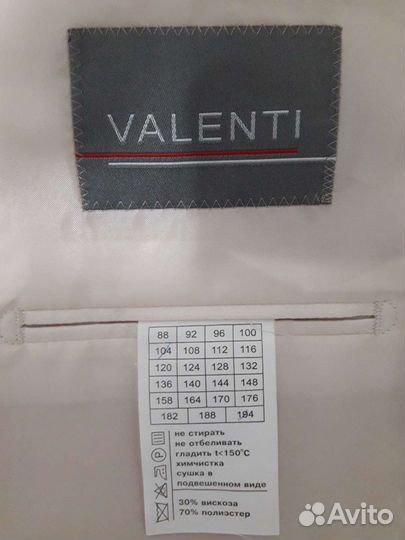 VALENTI
88 92 96 100
104 108 112 116
120 124 128 132
136 140 144 148
158 164 170 176
182 188 194
не стирать
не отбеливать
гладить t<150°C
химчистка
сушка в
подвешенном виде
30% вискоза
70% полиэстер
Avito